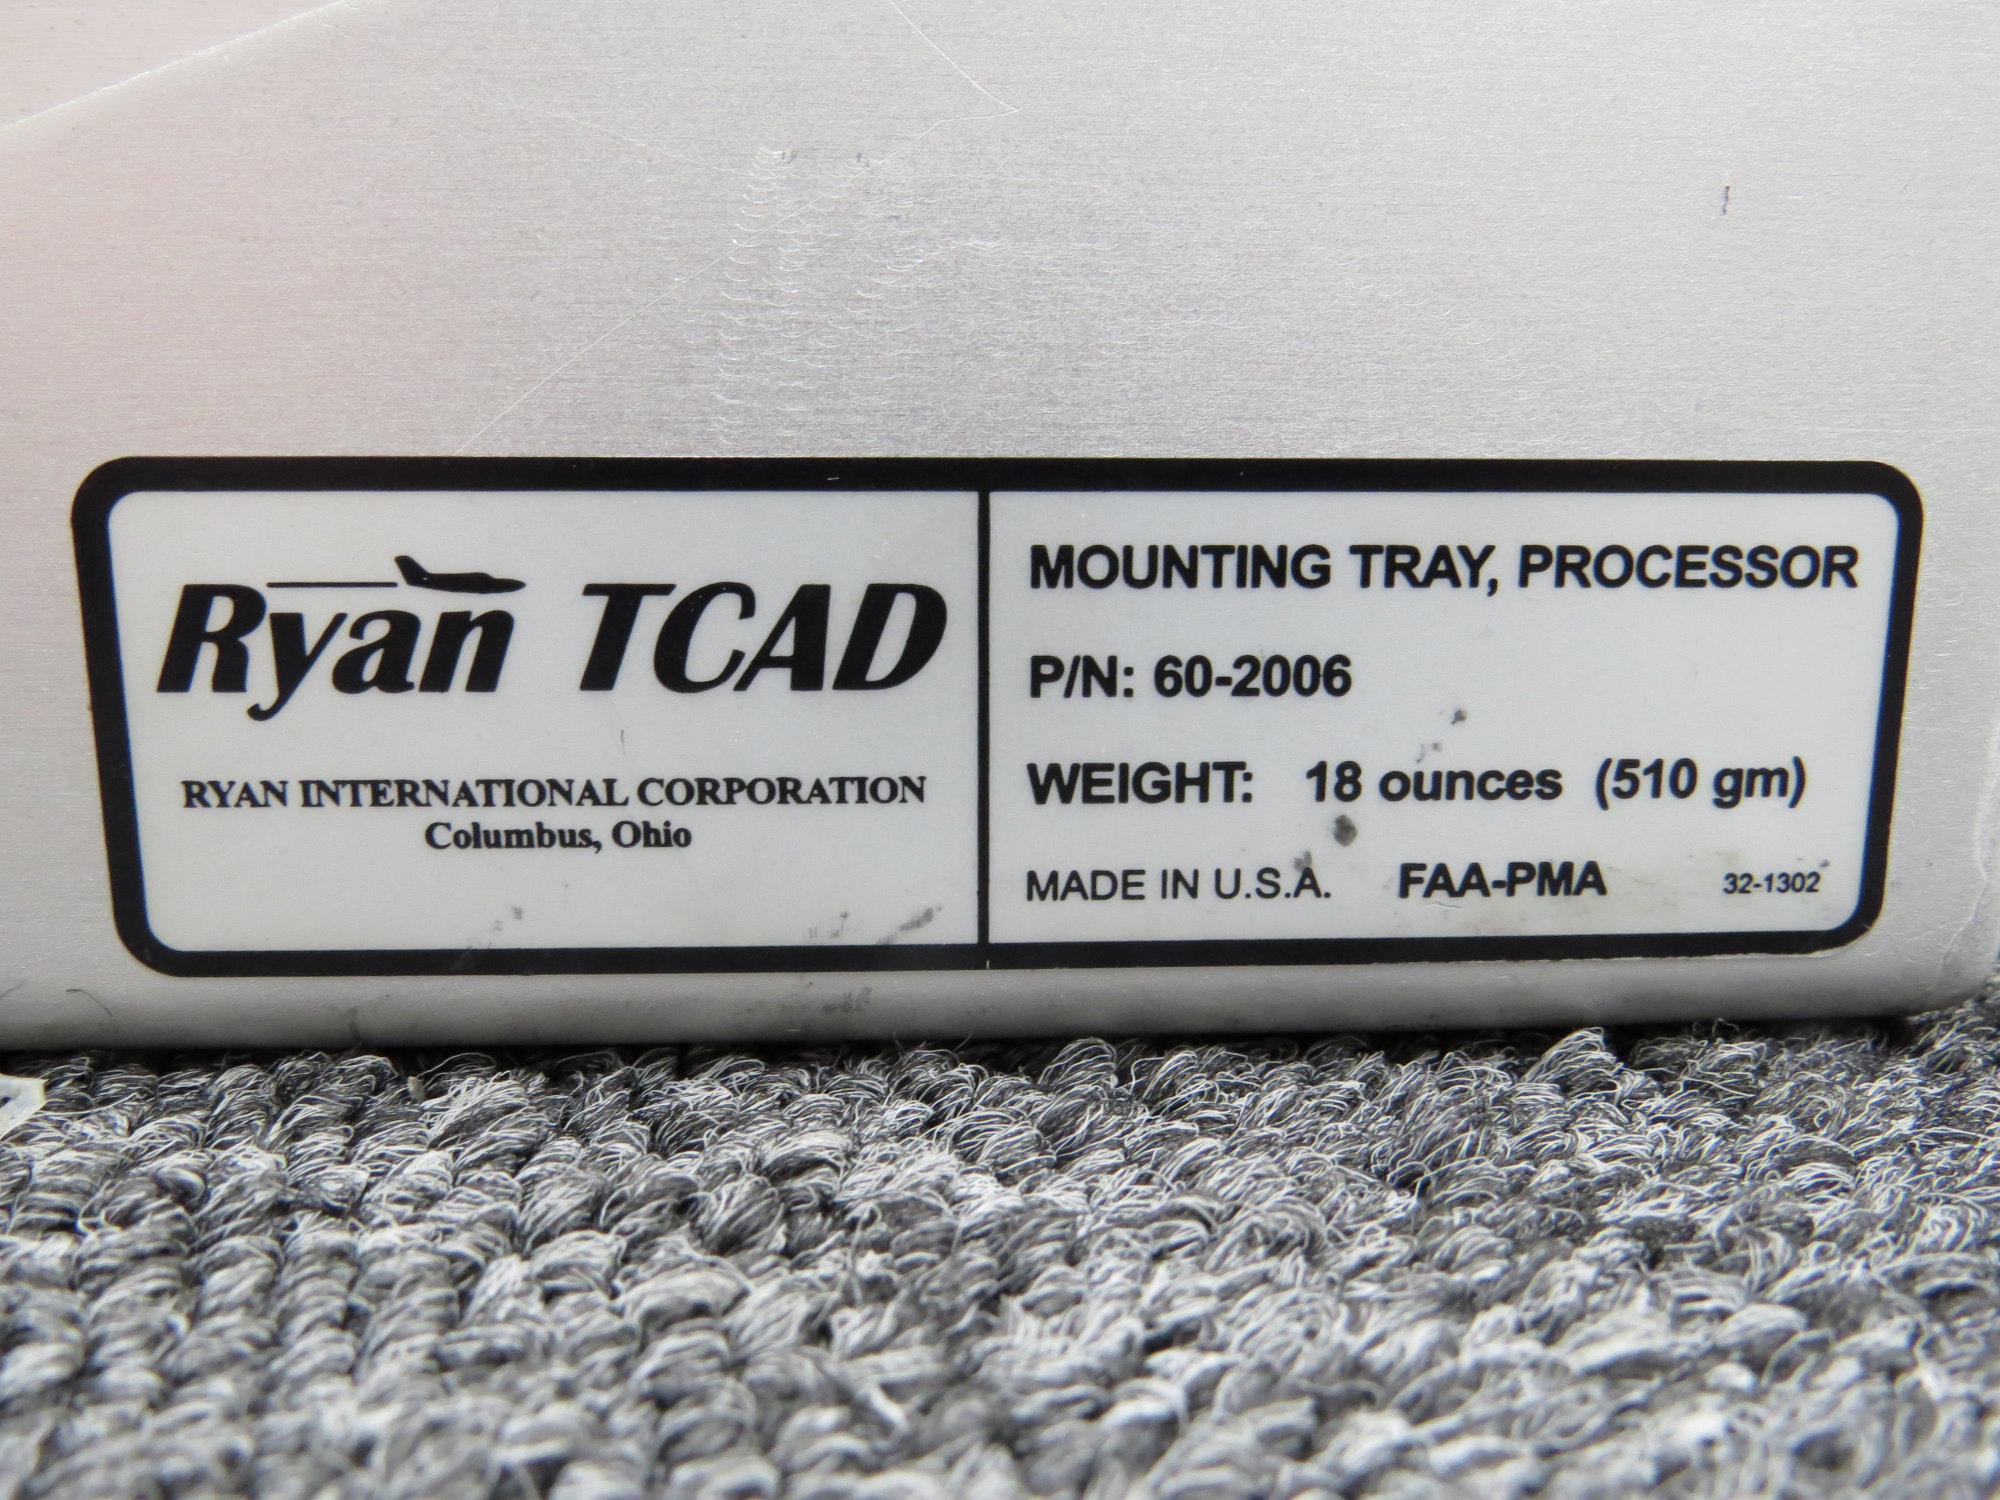 Ryan TCAD
RYAN INTERNATIONAL CORPORATION
Columbus, Ohio
MOUNTING TRAY, PROCESSOR
P/N: 60-2006
WEIGHT: 18 ounces (510 gm)
MADE IN U.S.A. FAA-PMA 32-1302